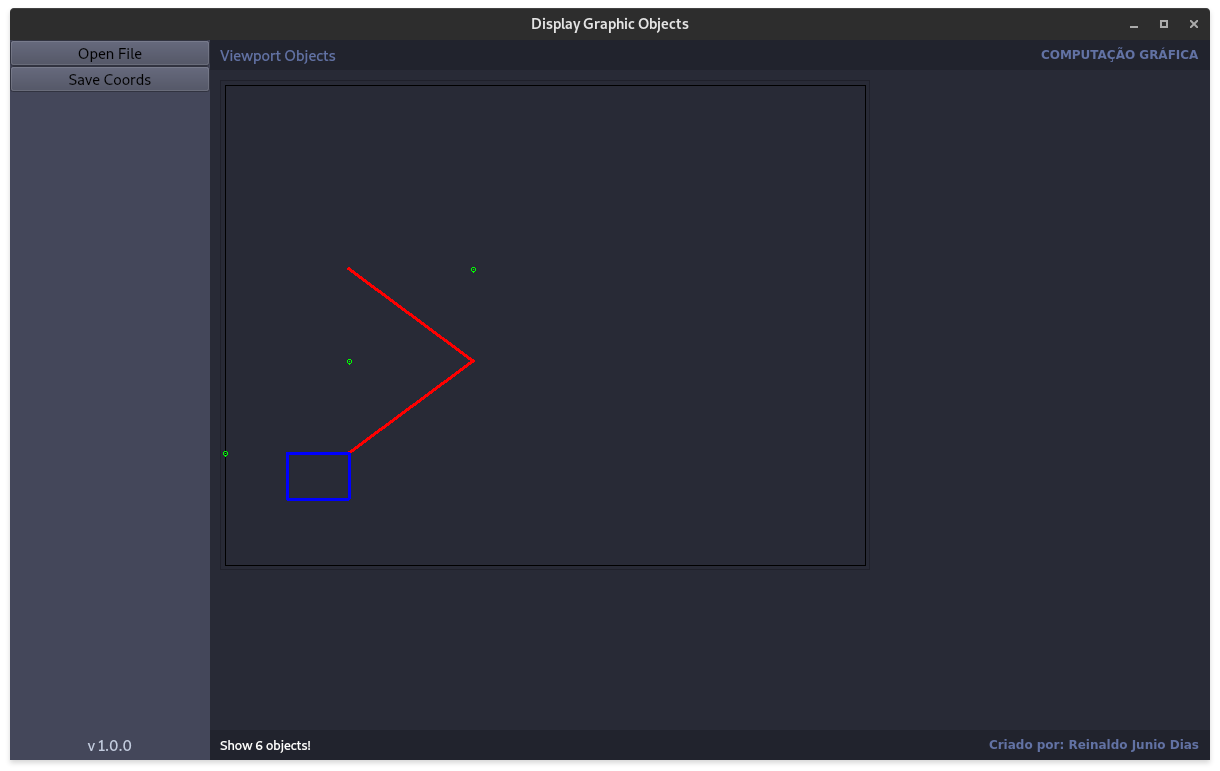 Display Graphic Objects
Open File
Save Coords
Viewport Objects
COMPUTAÇÃO GRÁFICA
v 1.0.0
Show 6 objects!
Criado por: Reinaldo Junio Dias